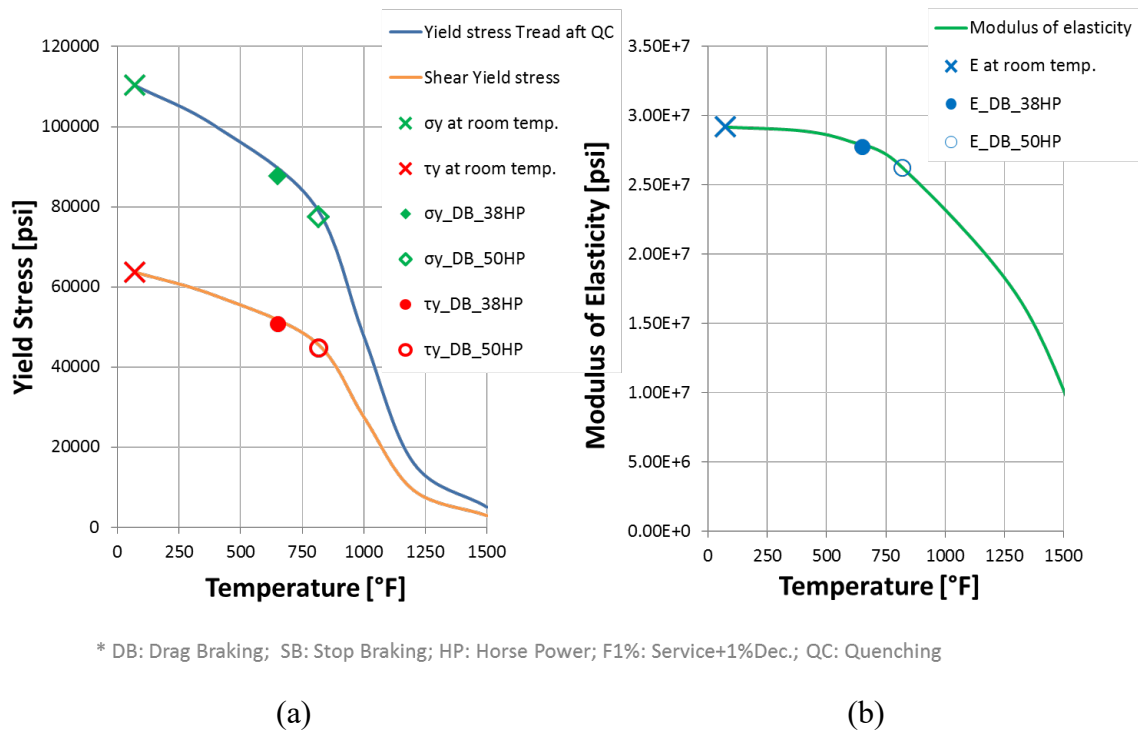 Yield stress Tread aft QC
Shear Yield stress
σy at room temp.
τy at room temp.
σy_DB_38HP
σy_DB_50HP
τy_DB_38HP
τy_DB_50HP
120000
100000
80000
60000
40000
20000
0
Yield Stress [psi]
0 250 500 750 1000 1250 1500
Temperature [°F]
Modulus of elasticity
E at room temp.
E_DB_38HP
E_DB_50HP
3.50E+7
3.00E+7
2.50E+7
2.00E+7
1.50E+7
1.00E+7
5.00E+6
0.00E+0
Modulus of Elasticity [psi]
0 250 500 750 1000 1250 1500
Temperature [°F]
* DB: Drag Braking; SB: Stop Braking; HP: Horse Power; F1%: Service+1%Dec.; QC: Quenching
(a) (b)